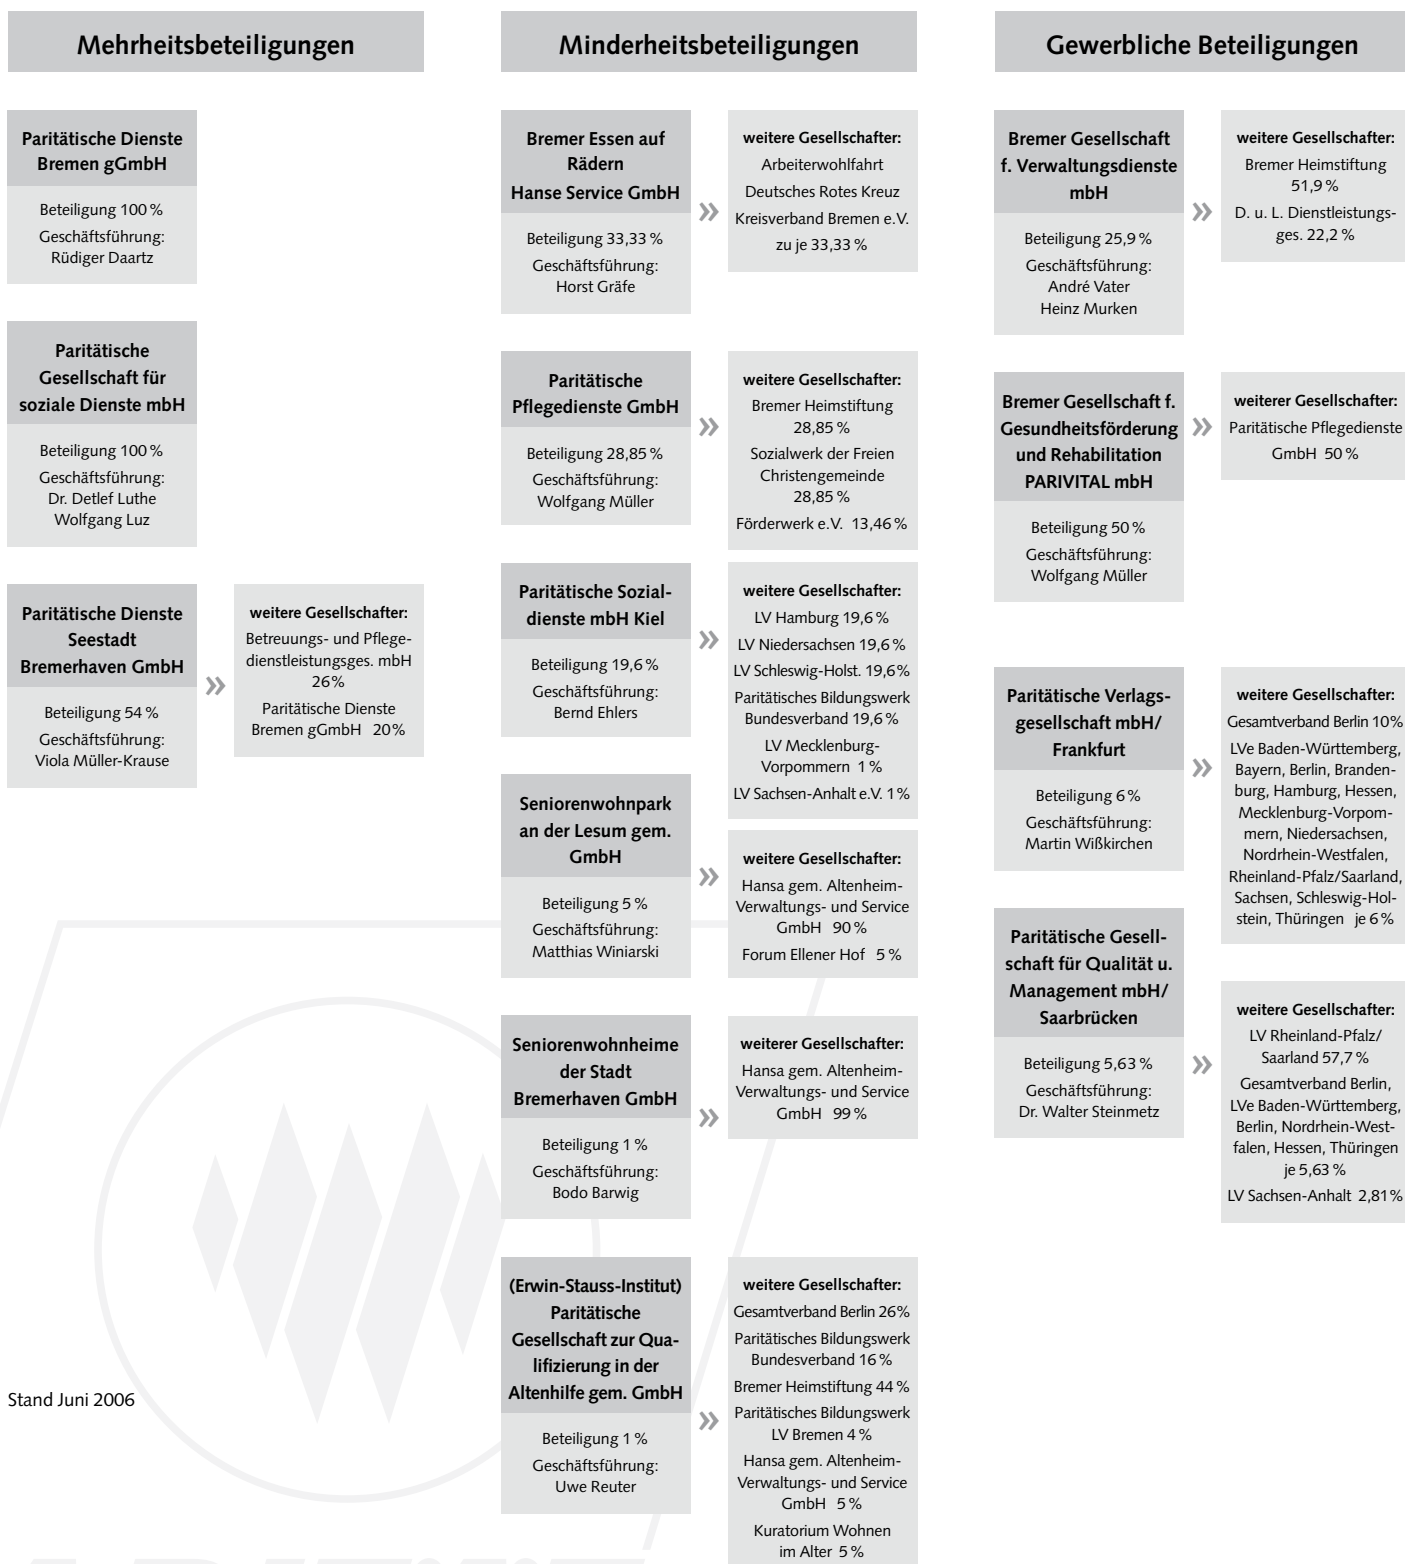 Mehrheitsbeteiligungen
Paritätische Dienste
Bremen gGmbH
Beteiligung 100 %
Geschäftsführung:
Rüdiger Daartz
Paritätische
Gesellschaft für
soziale Dienste mbH
Beteiligung 100 %
Geschäftsführung:
Dr. Detlef Luthe
Wolfgang Luz
Paritätische Dienste
Seestadt
Bremerhaven GmbH
Beteiligung 54 %
Geschäftsführung:
Viola Müller-Krause
»
weitere Gesellschafter:
Betreuungs- und Pflege-
dienstleistungsges. mbH
26%
Paritätische Dienste
Bremen gGmbH 20%
Minderheitsbeteiligungen
Bremer Essen auf
Rädern
Hanse Service GmbH
Beteiligung 33,33 %
Geschäftsführung:
Horst Gräfe
»
weitere Gesellschafter:
Arbeiterwohlfahrt
Deutsches Rotes Kreuz
Kreisverband Bremen e.V.
zu je 33,33 %
Paritätische
Pflegedienste GmbH
Beteiligung 28,85 %
Geschäftsführung:
Wolfgang Müller
»
weitere Gesellschafter:
Bremer Heimstiftung
28,85 %
Sozialwerk der Freien
Christengemeinde
28,85 %
Förderwerk e.V. 13,46 %
Paritätische Sozial-
dienste mbH Kiel
Beteiligung 19,6 %
Geschäftsführung:
Bernd Ehlers
»
weitere Gesellschafter:
LV Hamburg 19,6 %
LV Niedersachsen 19,6 %
LV Schleswig-Holst. 19,6%
Paritätisches Bildungswerk
Bundesverband 19,6 %
LV Mecklenburg-
Vorpommern 1 %
LV Sachsen-Anhalt e.V. 1 %
Seniorenwohnpark
an der Lesum gem.
GmbH
Beteiligung 5 %
Geschäftsführung:
Matthias Winiarski
»
weitere Gesellschafter:
Hansa gem. Altenheim-
Verwaltungs- und Service
GmbH 90 %
Forum Ellener Hof 5 %
Seniorenwohnheime
der Stadt
Bremerhaven GmbH
Beteiligung 1 %
Geschäftsführung:
Bodo Barwig
»
weiterer Gesellschafter:
Hansa gem. Altenheim-
Verwaltungs- und Service
GmbH 99 %
(Erwin-Stauss-Institut)
Paritätische
Gesellschaft zur Qua-
lifizierung in der
Altenhilfe gem. GmbH
Beteiligung 1 %
Geschäftsführung:
Uwe Reuter
»
weitere Gesellschafter:
Gesamtverband Berlin 26%
Paritätisches Bildungswerk
Bundesverband 16 %
Bremer Heimstiftung 44 %
Paritätisches Bildungswerk
LV Bremen 4 %
Hansa gem. Altenheim-
Verwaltungs- und Service
GmbH 5 %
Kuratorium Wohnen
im Alter 5 %
Gewerbliche Beteiligungen
Bremer Gesellschaft
f. Verwaltungsdienste
mbH
Beteiligung 25,9 %
Geschäftsführung:
André Vater
Heinz Murken
»
weitere Gesellschafter:
Bremer Heimstiftung
51,9 %
D. u. L. Dienstleistungs-
ges. 22,2 %
Bremer Gesellschaft f.
Gesundheitsförderung
und Rehabilitation
PARIVITAL mbH
Beteiligung 50 %
Geschäftsführung:
Wolfgang Müller
»
weiterer Gesellschafter:
Paritätische Pflegedienste
GmbH 50 %
Paritätische Verlags-
gesellschaft mbH/
Frankfurt
Beteiligung 6 %
Geschäftsführung:
Martin Wißkirchen
»
weitere Gesellschafter:
Gesamtverband Berlin 10%
LVe Baden-Württemberg,
Bayern, Berlin, Branden-
burg, Hamburg, Hessen,
Mecklenburg-Vorpom-
mern, Niedersachsen,
Nordrhein-Westfalen,
Rheinland-Pfalz/Saarland,
Sachsen, Schleswig-Hol-
stein, Thüringen je 6 %
Paritätische Gesell-
schaft für Qualität u.
Management mbH/
Saarbrücken
Beteiligung 5,63 %
Geschäftsführung:
Dr. Walter Steinmetz
»
weitere Gesellschafter:
LV Rheinland-Pfalz/
Saarland 57,7 %
Gesamtverband Berlin,
LVe Baden-Württemberg,
Berlin, Nordrhein-West-
falen, Hessen, Thüringen
je 5,63 %
LV Sachsen-Anhalt 2,81%
Stand Juni 2006